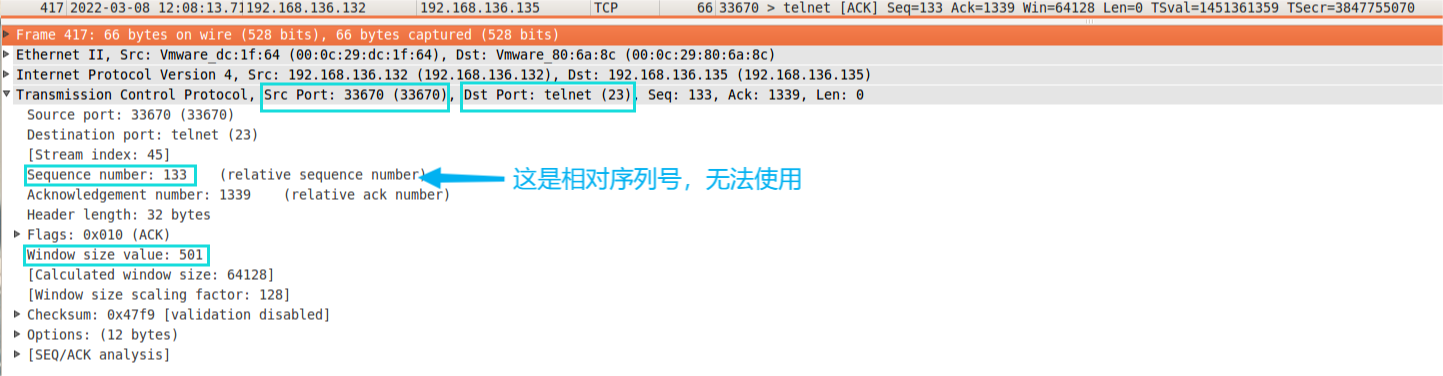 417 2022-03-08 12:08:13.71 192.168.136.132 192.168.136.135 TCP 66 33670 > telnet [ACK] Seq=133 Ack=1339 Win=64128 Len=0 TSval=1451361359 TSecr=3847755070
Frame 417: 66 bytes on wire (528 bits), 66 bytes captured (528 bits)
Ethernet II, Src: Vmware_dc:1f:64 (00:0c:29:dc:1f:64), Dst: Vmware_80:6a:8c (00:0c:29:80:6a:8c)
Internet Protocol Version 4, Src: 192.168.136.132 (192.168.136.132), Dst: 192.168.136.135 (192.168.136.135)
Transmission Control Protocol, Src Port: 33670 (33670), Dst Port: telnet (23), Seq: 133, Ack: 1339, Len: 0
Source port: 33670 (33670)
Destination port: telnet (23)
[Stream index: 45]
Sequence number: 133 (relative sequence number) 这是相对序列号，无法使用
Acknowledgement number: 1339 (relative ack number)
Header length: 32 bytes
Flags: 0x010 (ACK)
Window size value: 501
[Calculated window size: 64128]
[Window size scaling factor: 128]
Checksum: 0x47f9 [validation disabled]
Options: (12 bytes)
[SEQ/ACK analysis]